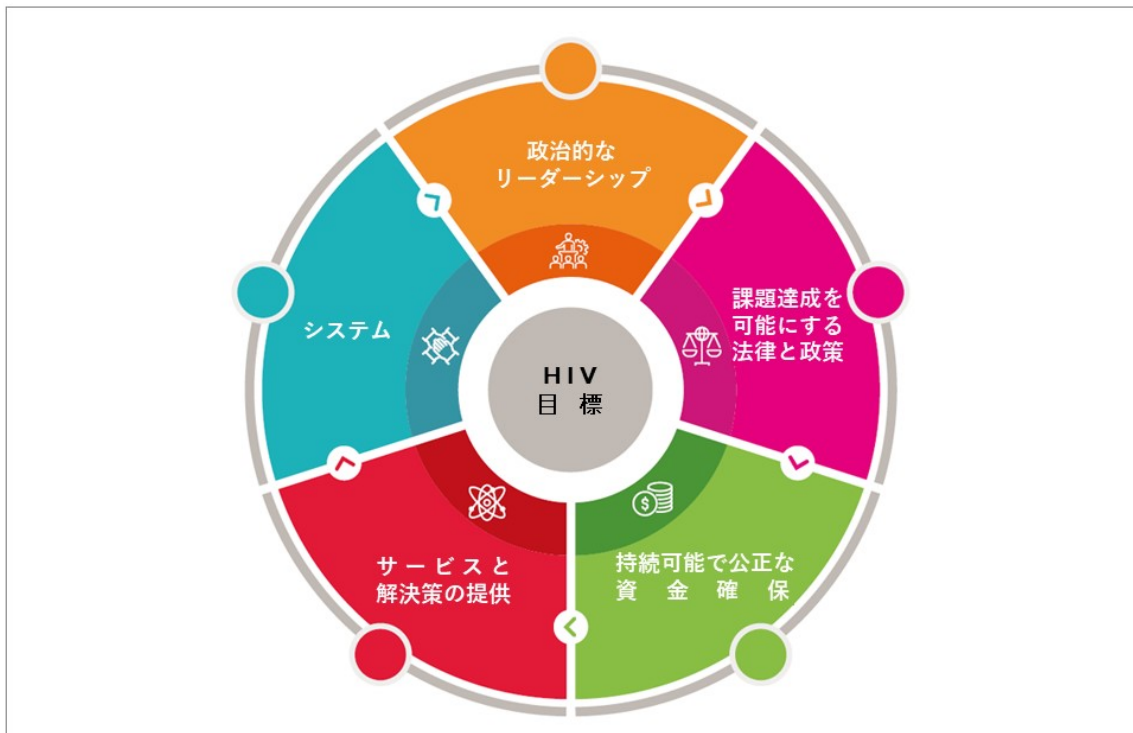 政治的な
リーダーシップ
課題達成を
可能にする
法律と政策
システム
HIV
目標
サービスと
解決策の提供
持続可能で公正な
資金確保
$